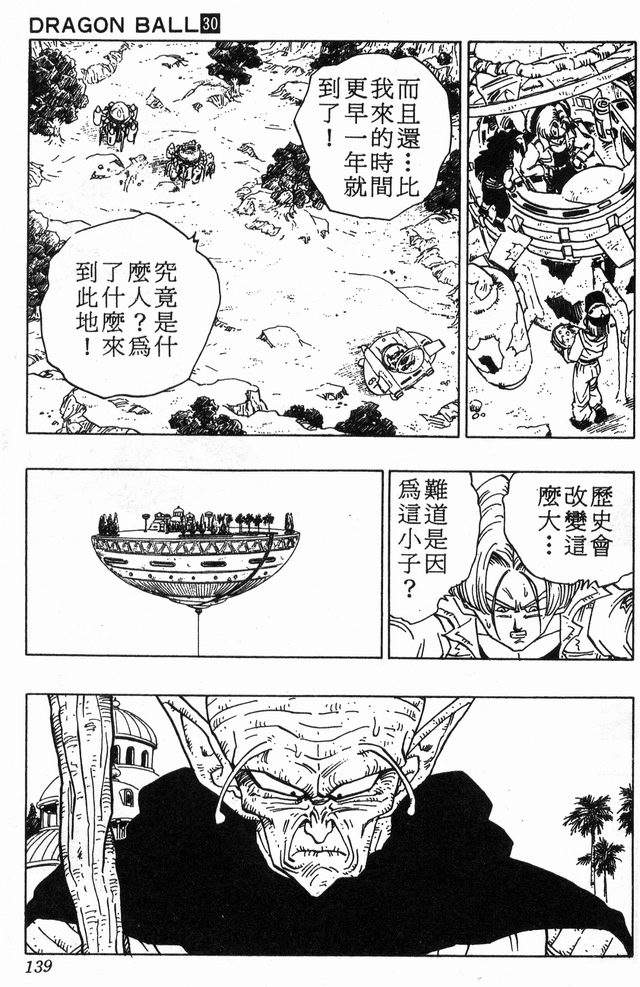 DRAGON BALL 30
而且還…比
我來的時間
更早一年就
到了！
究竟是什
麼人？爲
了什麼來
到此地！
歷史會
改變這
麼大…
難道是因
爲這小子？
139